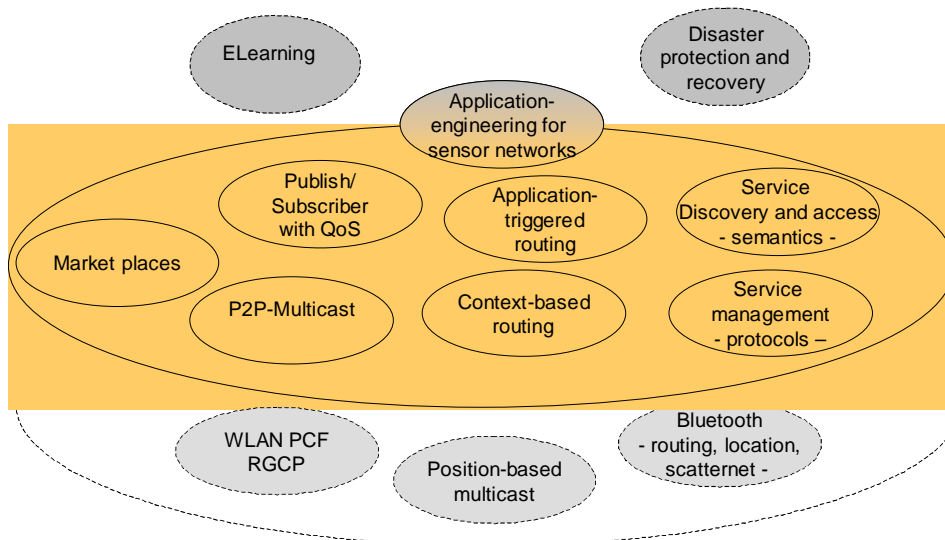 ELearning
Disaster
protection and
recovery
Application-
engineering for
sensor networks
Publish/
Subscriber
with QoS
Application-
triggered
routing
Service
Discovery and access
- semantics -
Market places
P2P-Multicast
Context-based
routing
Service
management
- protocols –
WLAN PCF
RGCP
Position-based
multicast
Bluetooth
- routing, location,
scatternet -